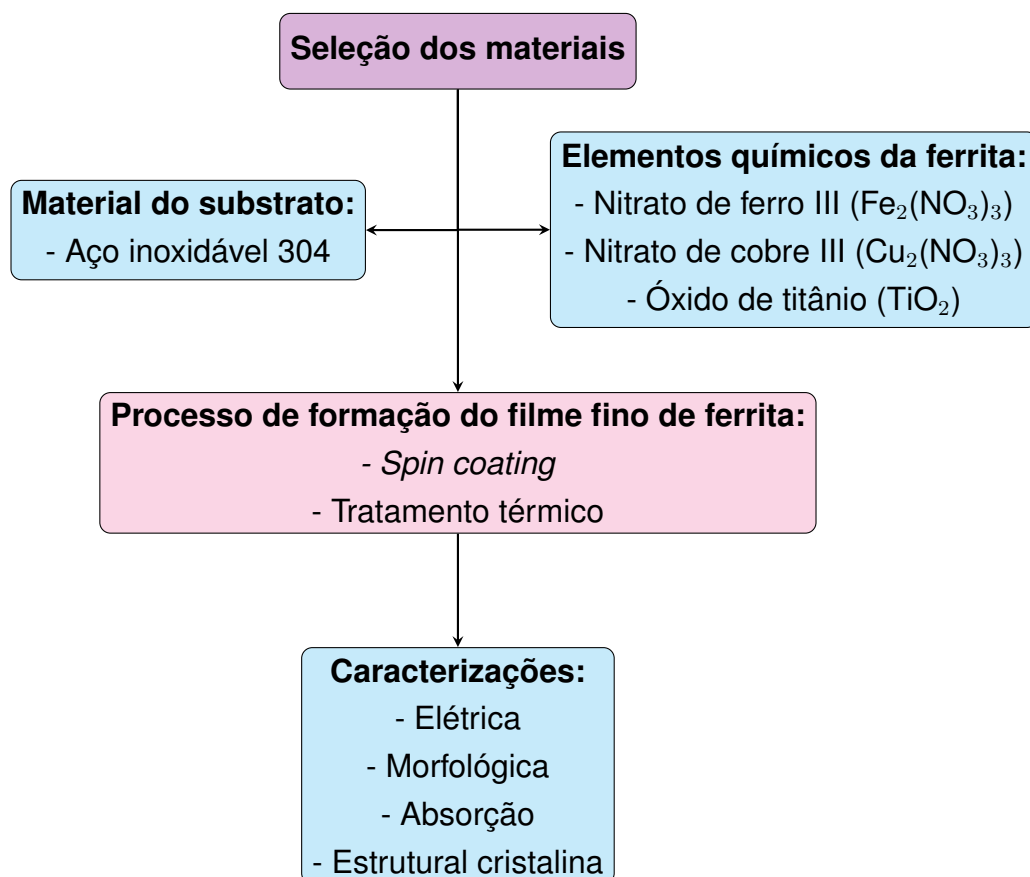 Seleção dos materiais
Material do substrato:
- Aço inoxidável 304
Elementos químicos da ferrita:
- Nitrato de ferro III (Fe₂(NO₃)₃)
- Nitrato de cobre III (Cu₂(NO₃)₃)
- Óxido de titânio (TiO₂)
Processo de formação do filme fino de ferrita:
- Spin coating
- Tratamento térmico
Caracterizações:
- Elétrica
- Morfológica
- Absorção
- Estrutural cristalina